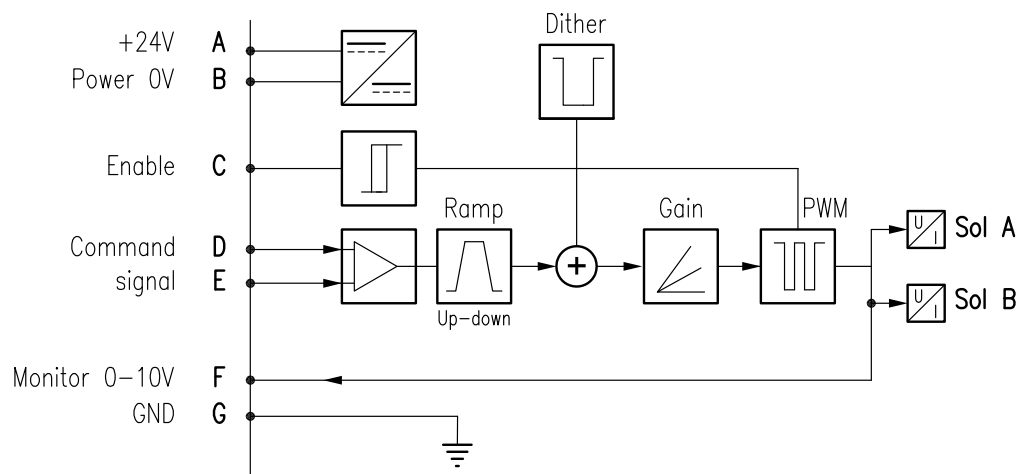 Dither
+24V A
Power 0V B
Enable C
Ramp Gain PWM
Command signal D E
U I Sol A
U I Sol B
Up-down
Monitor 0-10V F
GND G